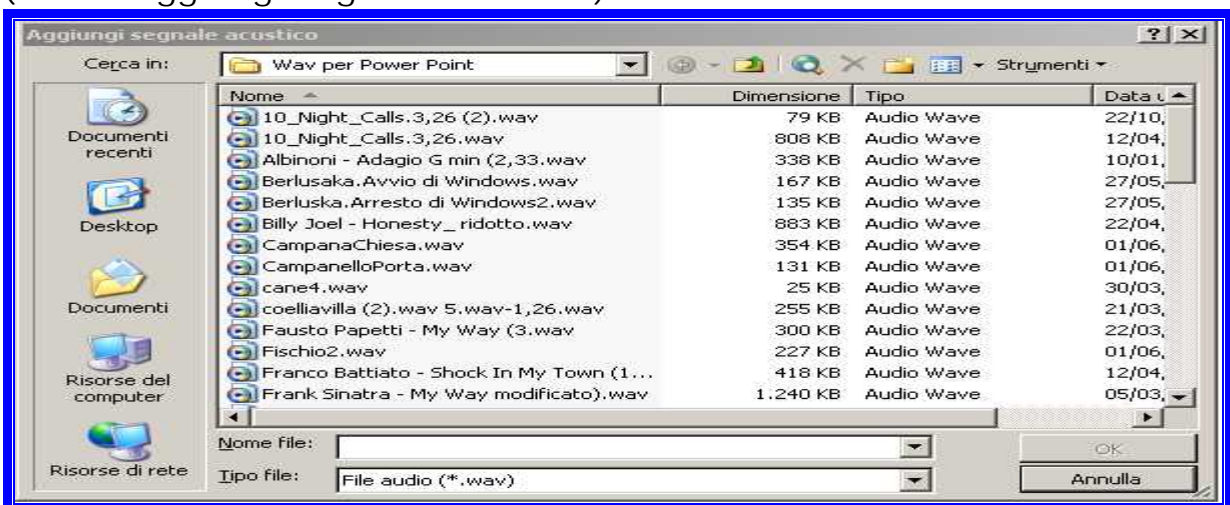 Aggiungi segnale acustico
Cerca in: Wav per Power Point Strumenti
Nome Dimensione Tipo Data
10_Night_Calls.3,26 (2).wav 79 KB Audio Wave 22/10,
10_Night_Calls.3,26.wav 808 KB Audio Wave 12/04,
Albinoni - Adagio G min (2,33.wav 338 KB Audio Wave 10/01,
Berlusaka.Avvio di Windows.wav 167 KB Audio Wave 27/05,
Berluska.Arresto di Windows2.wav 135 KB Audio Wave 27/05,
Billy Joel - Honesty_ ridotto.wav 883 KB Audio Wave 22/04,
CampanaChiesa.wav 354 KB Audio Wave 01/06,
CampanelloPorta.wav 131 KB Audio Wave 01/06,
cane4.wav 25 KB Audio Wave 30/03,
coelliavilla (2).wav 5.wav-1,26.wav 255 KB Audio Wave 21/03,
Fausto Papetti - My Way (3.wav 300 KB Audio Wave 22/03,
Fischio2.wav 227 KB Audio Wave 01/06,
Franco Battiato - Shock In My Town (1... 418 KB Audio Wave 12/04,
Frank Sinatra - My Way modificato).wav 1.240 KB Audio Wave 05/03,
Documenti
recenti
Desktop
Documenti
Risorse del
computer
Risorse di rete
Nome file: OK
Tipo file: File audio (*.wav) Annulla